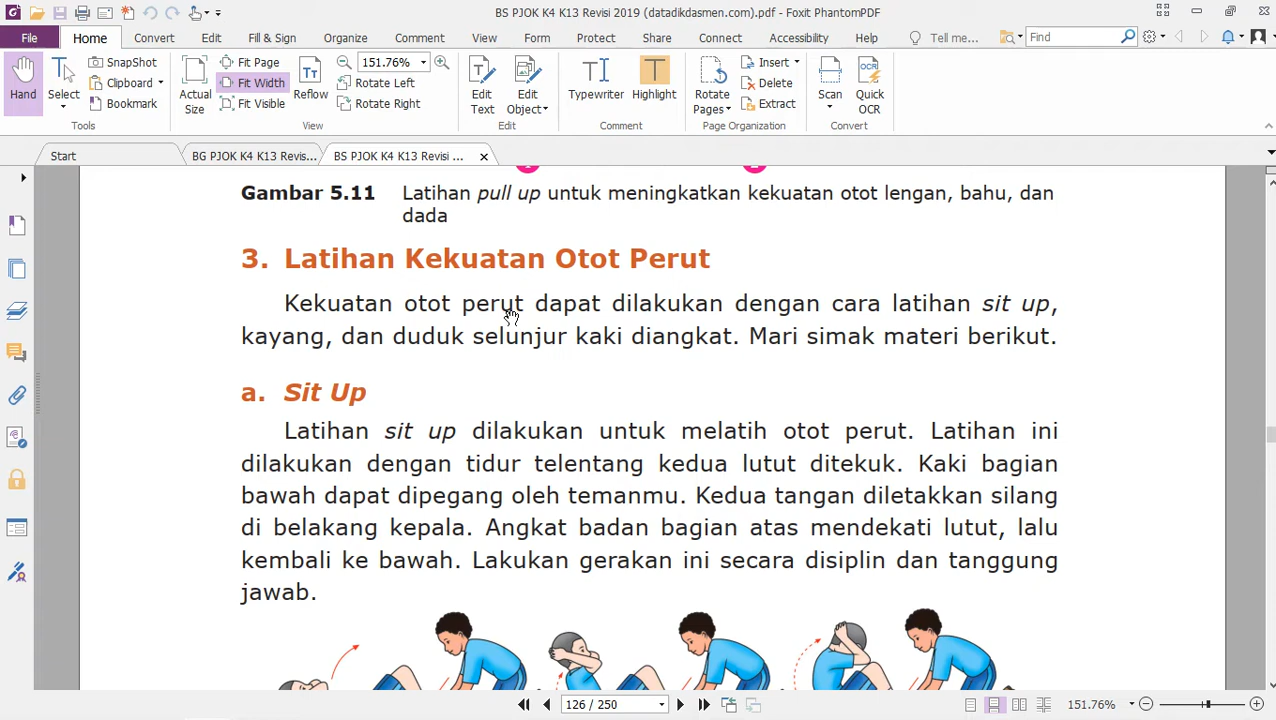 BS PJOK K4 K13 Revisi 2019 (datadikdasmen.com).pdf - Foxit PhantomPDF
File Home Convert Edit Fill & Sign Organize Comment View Form Protect Share Connect Accessibility Help Tell me... Find
Hand
Select
SnapShot
Clipboard
Bookmark
Tools
Actual Size
Fit Page
Fit Width
Fit Visible
Reflow
151.76%
Rotate Left
Rotate Right
View
Edit Text
Edit Object
Edit
Typewriter
Highlight
Comment
Rotate Pages
Insert
Delete
Extract
Page Organization
Scan
Quick OCR
Convert
Start
BG PJOK K4 K13 Revis...
BS PJOK K4 K13 Revisi ...
Gambar 5.11 Latihan pull up untuk meningkatkan kekuatan otot lengan, bahu, dan
dada
3. Latihan Kekuatan Otot Perut
Kekuatan otot perut dapat dilakukan dengan cara latihan sit up,
kayang, dan duduk selunjur kaki diangkat. Mari simak materi berikut.
a. Sit Up
Latihan sit up dilakukan untuk melatih otot perut. Latihan ini
dilakukan dengan tidur telentang kedua lutut ditekuk. Kaki bagian
bawah dapat dipegang oleh temanmu. Kedua tangan diletakkan silang
di belakang kepala. Angkat badan bagian atas mendekati lutut, lalu
kembali ke bawah. Lakukan gerakan ini secara disiplin dan tanggung
jawab.
126 / 250
151.76%